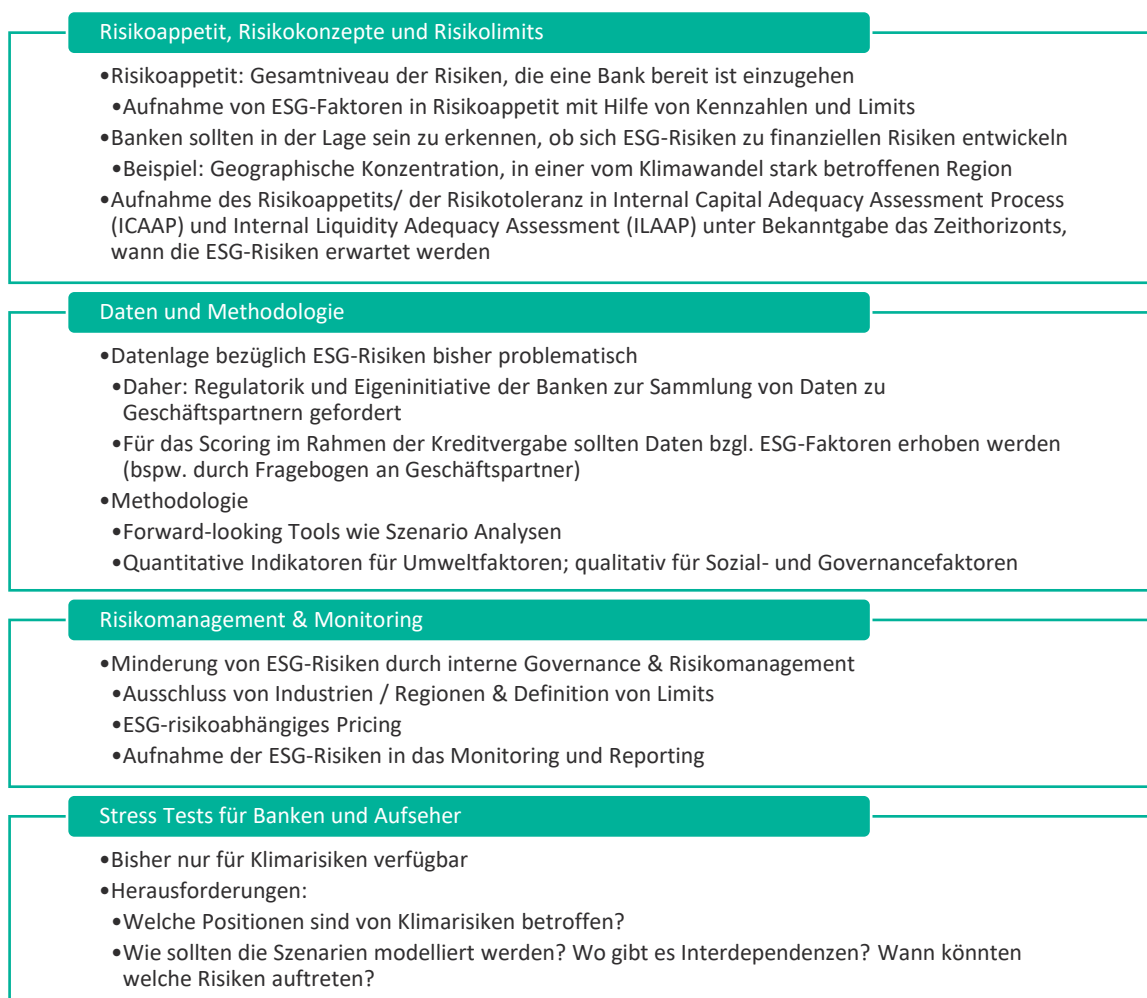 Risikoappetit, Risikokonzepte und Risikolimits
•Risikoappetit: Gesamtniveau der Risiken, die eine Bank bereit ist einzugehen
•Aufnahme von ESG-Faktoren in Risikoappetit mit Hilfe von Kennzahlen und Limits
•Banken sollten in der Lage sein zu erkennen, ob sich ESG-Risiken zu finanziellen Risiken entwickeln
•Beispiel: Geographische Konzentration, in einer vom Klimawandel stark betroffenen Region
•Aufnahme des Risikoappetits/ der Risikotoleranz in Internal Capital Adequacy Assessment Process
(ICAAP) und Internal Liquidity Adequacy Assessment (ILAAP) unter Bekanntgabe das Zeithorizonts,
wann die ESG-Risiken erwartet werden
Daten und Methodologie
•Datenlage bezüglich ESG-Risiken bisher problematisch
•Daher: Regulatorik und Eigeninitiative der Banken zur Sammlung von Daten zu
Geschäftspartnern gefordert
•Für das Scoring im Rahmen der Kreditvergabe sollten Daten bzgl. ESG-Faktoren erhoben werden
(bspw. durch Fragebogen an Geschäftspartner)
•Methodologie
•Forward-looking Tools wie Szenario Analysen
•Quantitative Indikatoren für Umweltfaktoren; qualitativ für Sozial- und Governancefaktoren
Risikomanagement & Monitoring
•Minderung von ESG-Risiken durch interne Governance & Risikomanagement
•Ausschluss von Industrien / Regionen & Definition von Limits
•ESG-risikoabhängiges Pricing
•Aufnahme der ESG-Risiken in das Monitoring und Reporting
Stress Tests für Banken und Aufseher
•Bisher nur für Klimarisiken verfügbar
•Herausforderungen:
•Welche Positionen sind von Klimarisiken betroffen?
•Wie sollten die Szenarien modelliert werden? Wo gibt es Interdependenzen? Wann könnten
welche Risiken auftreten?